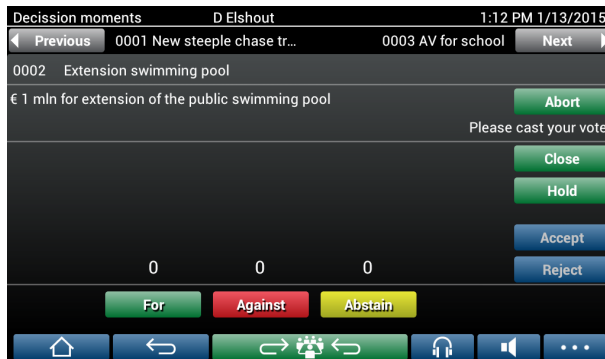 Decission moments D Elshout 1:12 PM 1/13/2015
Previous 0001 New steeple chase tr... 0003 AV for school Next
0002 Extension swimming pool
€ 1 mln for extension of the public swimming pool Abort
Please cast your vote
Close
Hold
Accept
0 0 0 Reject
For Against Abstain